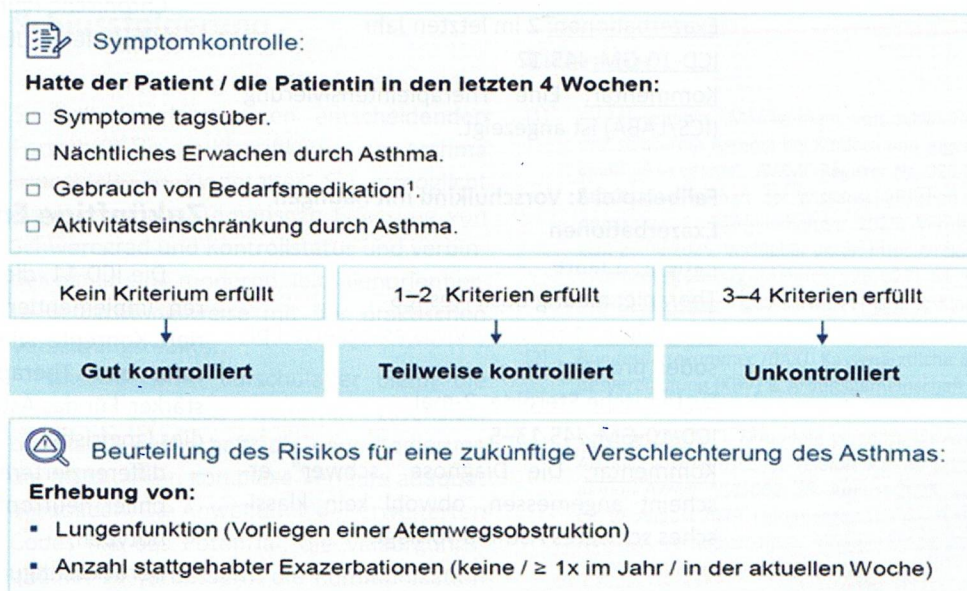 Symptomkontrolle:
Hatte der Patient / die Patientin in den letzten 4 Wochen:
□ Symptome tagsüber.
□ Nächtliches Erwachen durch Asthma.
□ Gebrauch von Bedarfsmedikation¹.
□ Aktivitätseinschränkung durch Asthma.
Kein Kriterium erfüllt
1–2 Kriterien erfüllt
3–4 Kriterien erfüllt
Gut kontrolliert
Teilweise kontrolliert
Unkontrolliert
Beurteilung des Risikos für eine zukünftige Verschlechterung des Asthmas:
Erhebung von:
▪ Lungenfunktion (Vorliegen einer Atemwegsobstruktion)
▪ Anzahl stattgehabter Exazerbationen (keine / ≥ 1x im Jahr / in der aktuellen Woche)